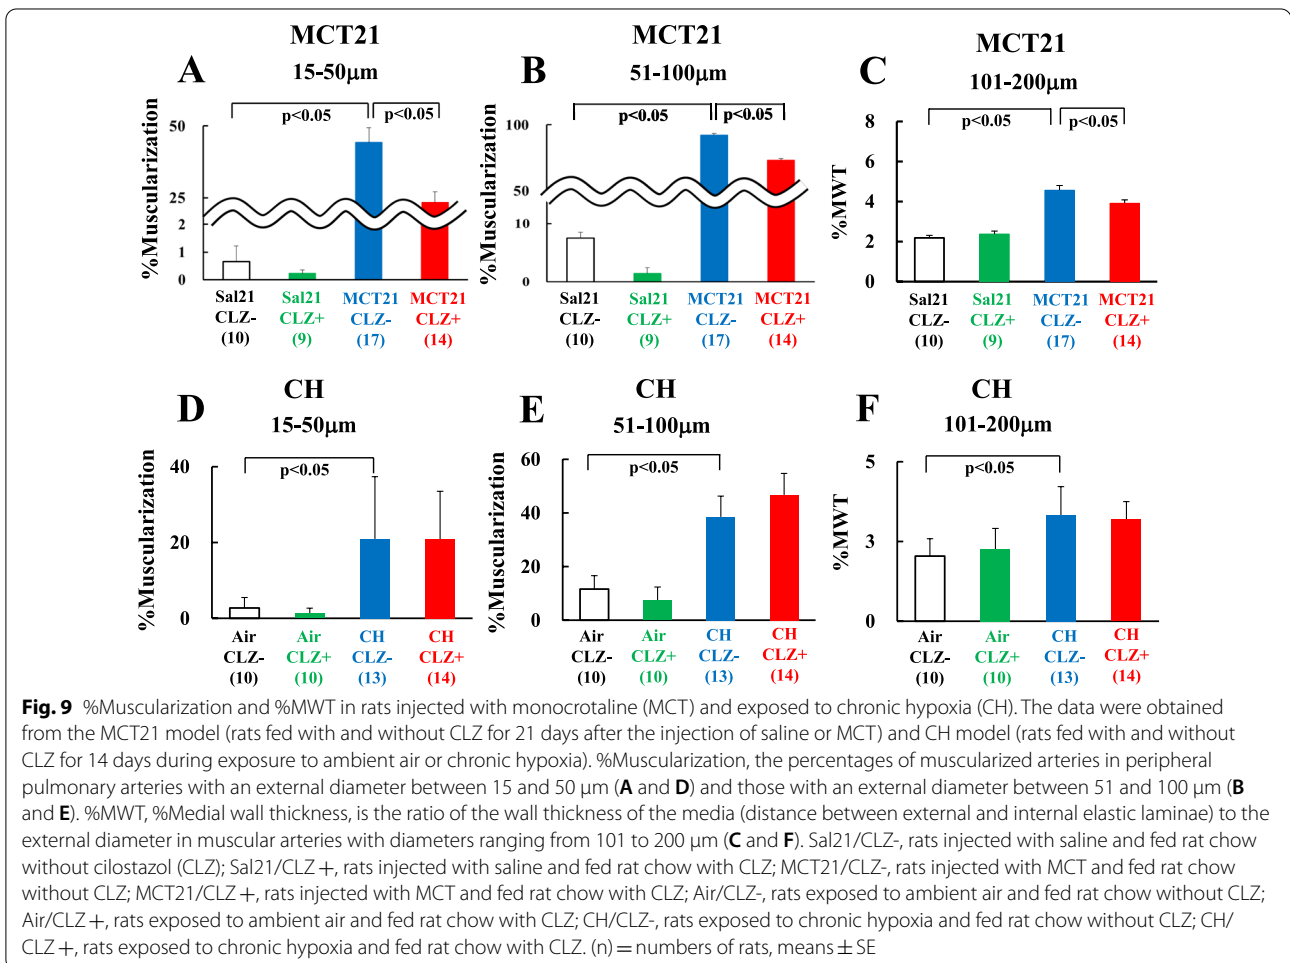 MCT21
15-50μm
A
%Muscularization
p<0.05
p<0.05
50
25
2
1
0
Sal21 Sal21 MCT21 MCT21
CLZ- CLZ+ CLZ- CLZ+
(10) (9) (17) (14)
MCT21
51-100μm
B
%Muscularization
p<0.05
p<0.05
100
50
10
0
Sal21 Sal21 MCT21 MCT21
CLZ- CLZ+ CLZ- CLZ+
(10) (9) (17) (14)
MCT21
101-200μm
C
%MWT
p<0.05
p<0.05
8
6
4
2
0
Sal21 Sal21 MCT21 MCT21
CLZ- CLZ+ CLZ- CLZ+
(10) (9) (17) (14)
CH
15-50μm
D
%Muscularization
p<0.05
40
20
0
Air Air CH CH
CLZ- CLZ+ CLZ- CLZ+
(10) (10) (13) (14)
CH
51-100μm
E
%Muscularization
p<0.05
60
40
20
0
Air Air CH CH
CLZ- CLZ+ CLZ- CLZ+
(10) (10) (13) (14)
CH
101-200μm
F
%MWT
p<0.05
5
3
0
Air Air CH CH
CLZ- CLZ+ CLZ- CLZ+
(10) (10) (13) (14)
Fig. 9 %Muscularization and %MWT in rats injected with monocrotaline (MCT) and exposed to chronic hypoxia (CH). The data were obtained
from the MCT21 model (rats fed with and without CLZ for 21 days after the injection of saline or MCT) and CH model (rats fed with and without
CLZ for 14 days during exposure to ambient air or chronic hypoxia). %Muscularization, the percentages of muscularized arteries in peripheral
pulmonary arteries with an external diameter between 15 and 50 μm (A and D) and those with an external diameter between 51 and 100 μm (B
and E). %MWT, %Medial wall thickness, is the ratio of the wall thickness of the media (distance between external and internal elastic laminae) to the
external diameter in muscular arteries with diameters ranging from 101 to 200 μm (C and F). Sal21/CLZ-, rats injected with saline and fed rat chow
without cilostazol (CLZ); Sal21/CLZ+, rats injected with saline and fed rat chow with CLZ; MCT21/CLZ-, rats injected with MCT and fed rat chow
without CLZ; MCT21/CLZ+, rats injected with MCT and fed rat chow with CLZ; Air/CLZ-, rats exposed to ambient air and fed rat chow without CLZ;
Air/CLZ+, rats exposed to ambient air and fed rat chow with CLZ; CH/CLZ-, rats exposed to chronic hypoxia and fed rat chow without CLZ; CH/
CLZ+, rats exposed to chronic hypoxia and fed rat chow with CLZ. (n) = numbers of rats, means ± SE